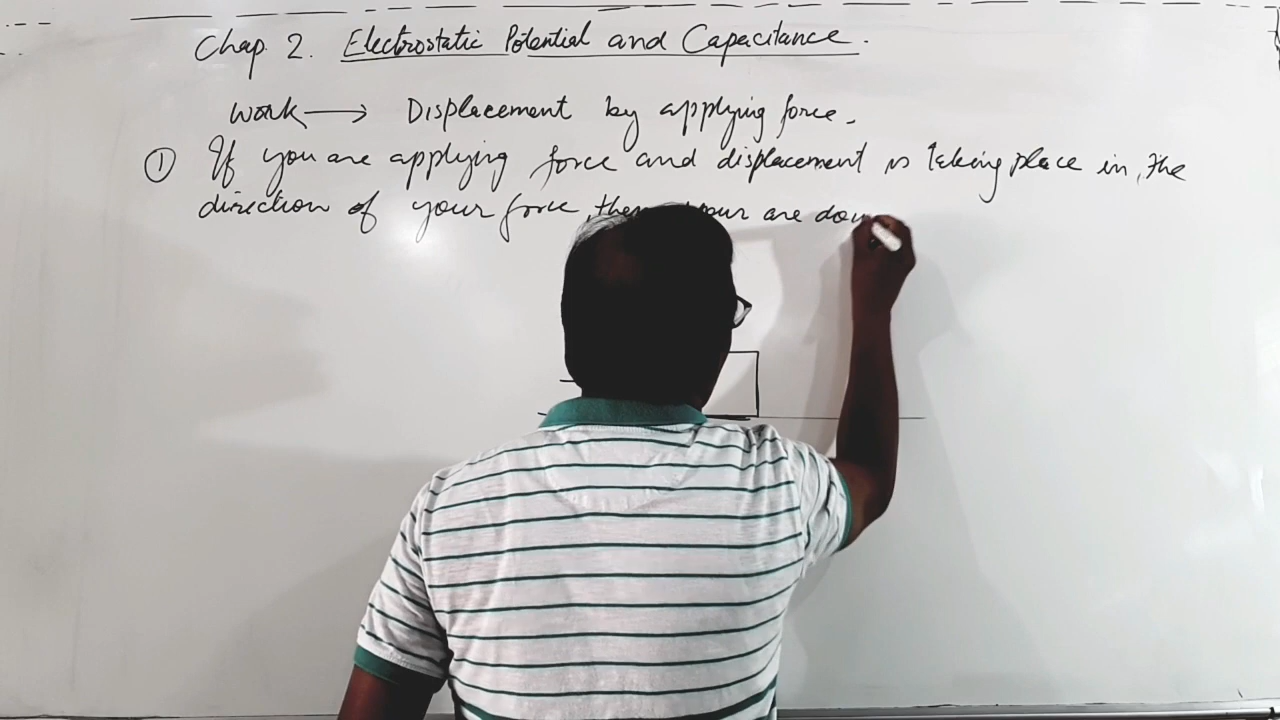 Chap. 2. Electrostatic Potential and Capacitance.
Work → Displacement by applying force.
① If you are applying force and displacement is taking place in the
direction of your force, then your are doin